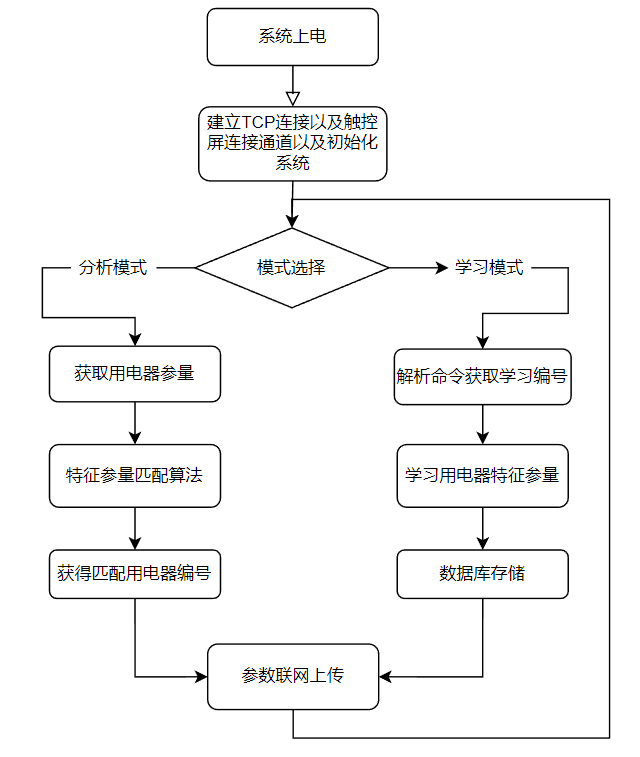 系统上电
建立TCP连接以及触控
屏连接通道以及初始化
系统
分析模式
模式选择
学习模式
获取用电器参量
解析命令获取学习编号
特征参量匹配算法
学习用电器特征参量
获得匹配用电器编号
数据库存储
参数联网上传